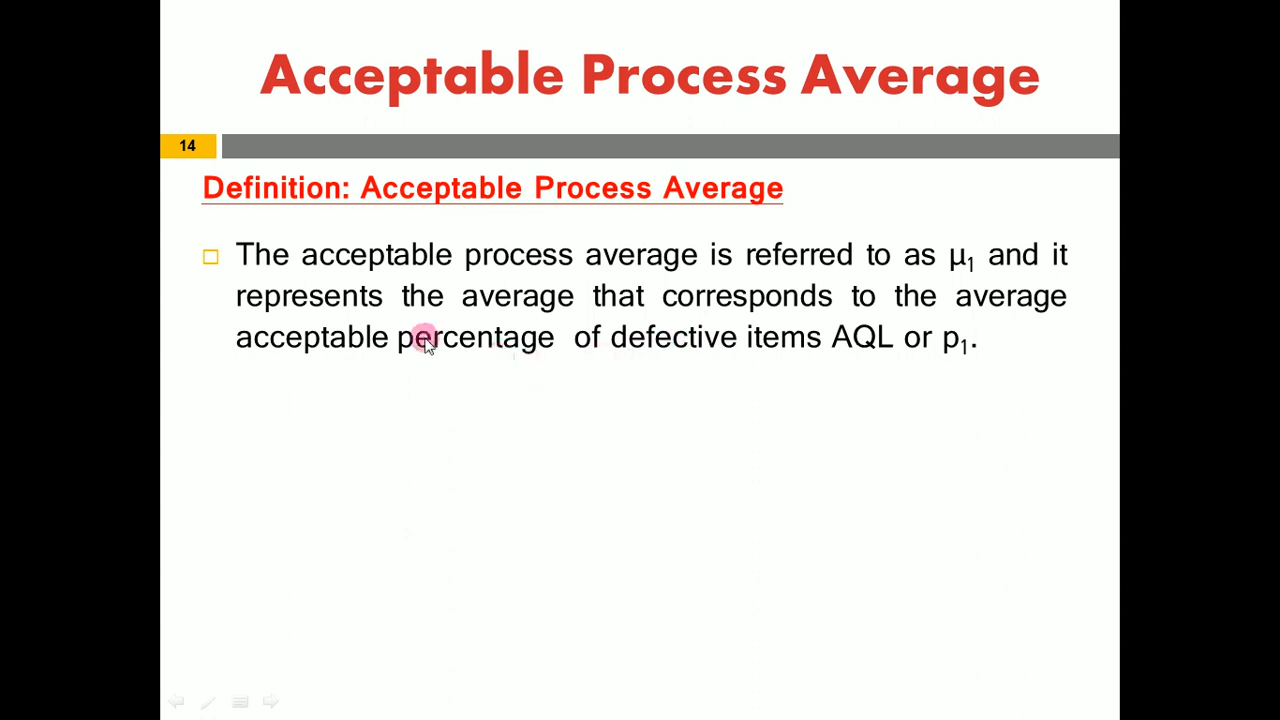 Acceptable Process Average
14
Definition: Acceptable Process Average
The acceptable process average is referred to as μ₁ and it
represents the average that corresponds to the average
acceptable percentage of defective items AQL or p₁.